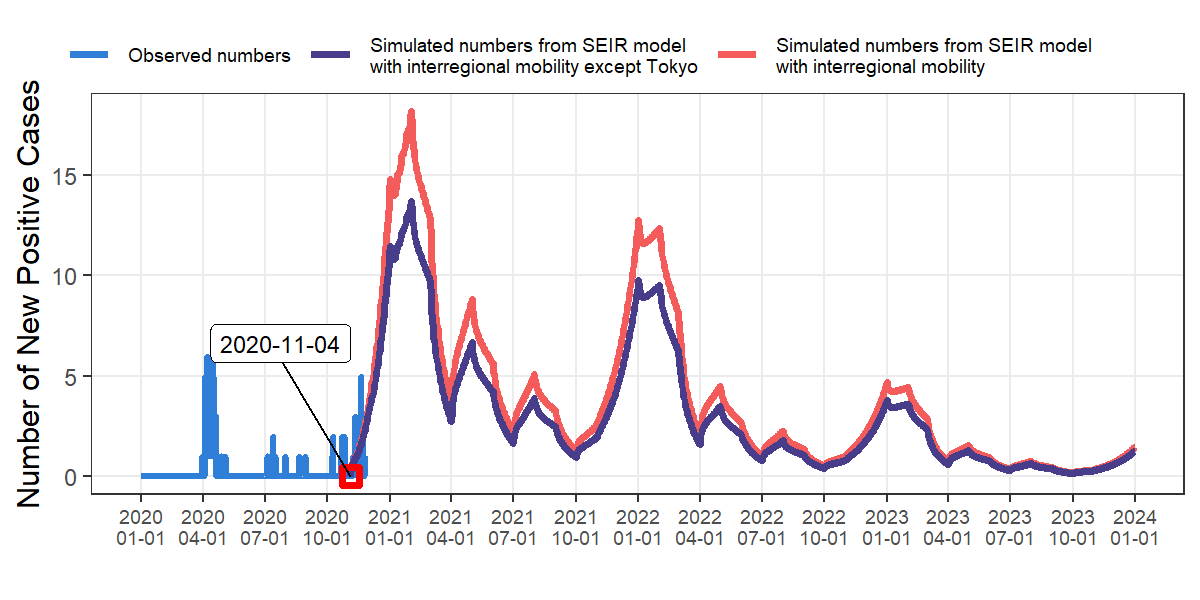 Observed numbers
Simulated numbers from SEIR model
with interregional mobility except Tokyo
Simulated numbers from SEIR model
with interregional mobility
Number of New Positive Cases
15
10
5
0
2020-11-04
2020 2020 2020 2020 2021 2021 2021 2021 2022 2022 2022 2022 2023 2023 2023 2023 2024
01-01 04-01 07-01 10-01 01-01 04-01 07-01 10-01 01-01 04-01 07-01 10-01 01-01 04-01 07-01 10-01 01-01